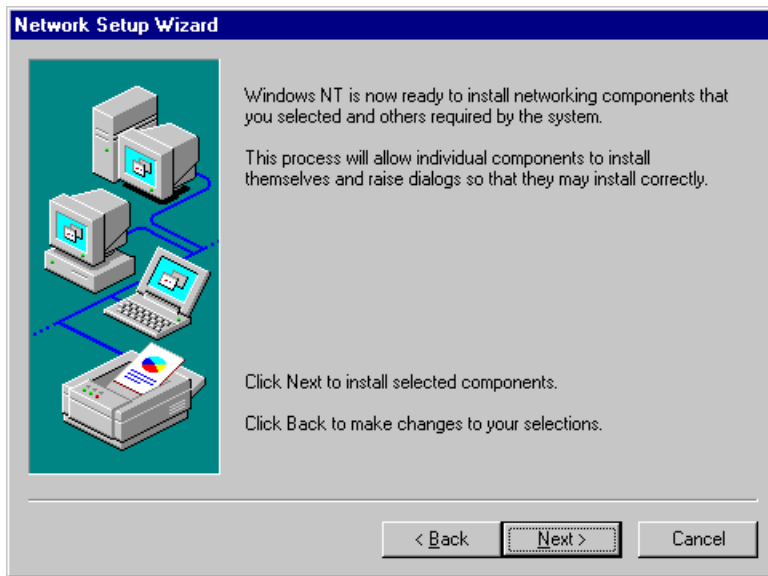 Network Setup Wizard
Windows NT is now ready to install networking components that
you selected and others required by the system.
This process will allow individual components to install
themselves and raise dialogs so that they may install correctly.
Click Next to install selected components.
Click Back to make changes to your selections.
< Back Next > Cancel